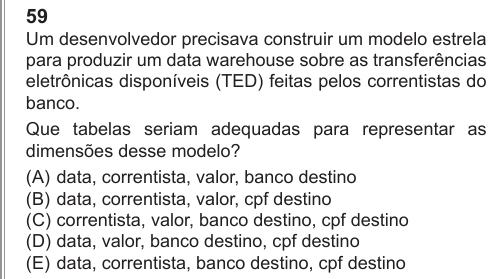 59
Um desenvolvedor precisava construir um modelo estrela
para produzir um data warehouse sobre as transferências
eletrônicas disponíveis (TED) feitas pelos correntistas do
banco.
Que tabelas seriam adequadas para representar as
dimensões desse modelo?
(A) data, correntista, valor, banco destino
(B) data, correntista, valor, cpf destino
(C) correntista, valor, banco destino, cpf destino
(D) data, valor, banco destino, cpf destino
(E) data, correntista, banco destino, cpf destino